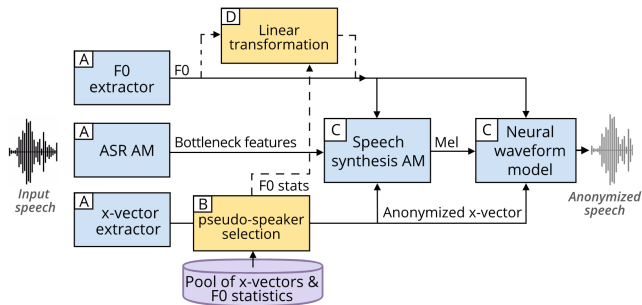 D
Linear
transformation
A
F0
extractor
F0
A
ASR AM
Bottleneck features
C
Speech
synthesis AM
Mel
C
Neural
waveform
model
Input
speech
Anonymized
speech
F0 stats
A
x-vector
extractor
B
pseudo-speaker
selection
Anonymized x-vector
Pool of x-vectors &
F0 statistics